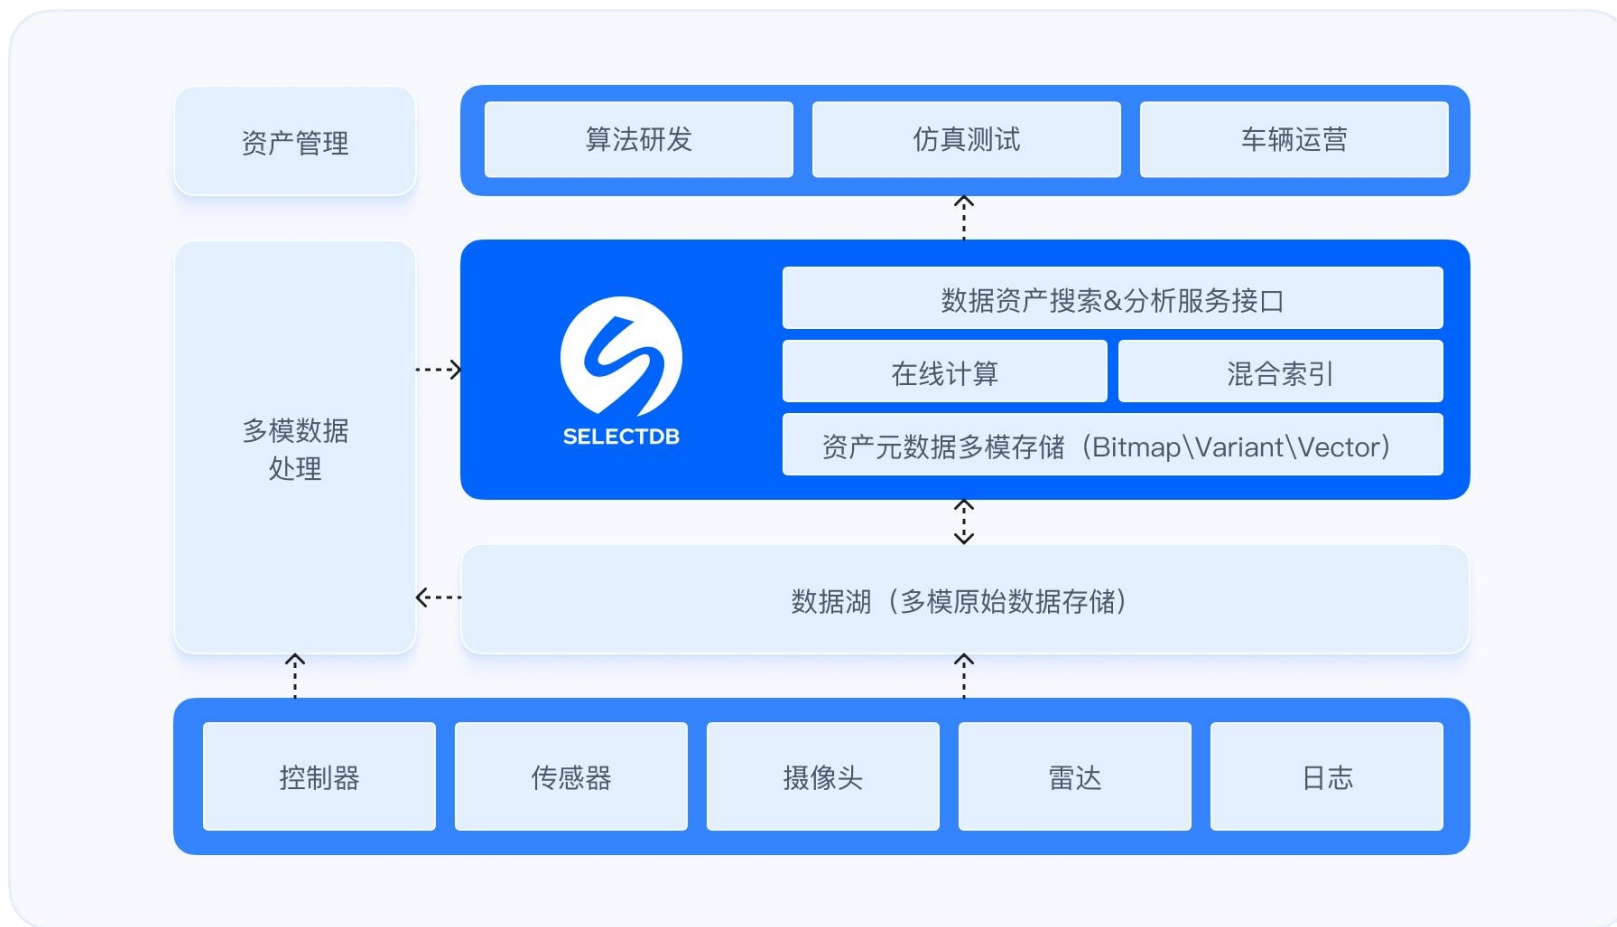 资产管理
算法研发
仿真测试
车辆运营
多模数据
处理
SELECTDB
数据资产搜索&分析服务接口
在线计算
混合索引
资产元数据多模存储（Bitmap\Variant\Vector）
数据湖（多模原始数据存储）
控制器
传感器
摄像头
雷达
日志